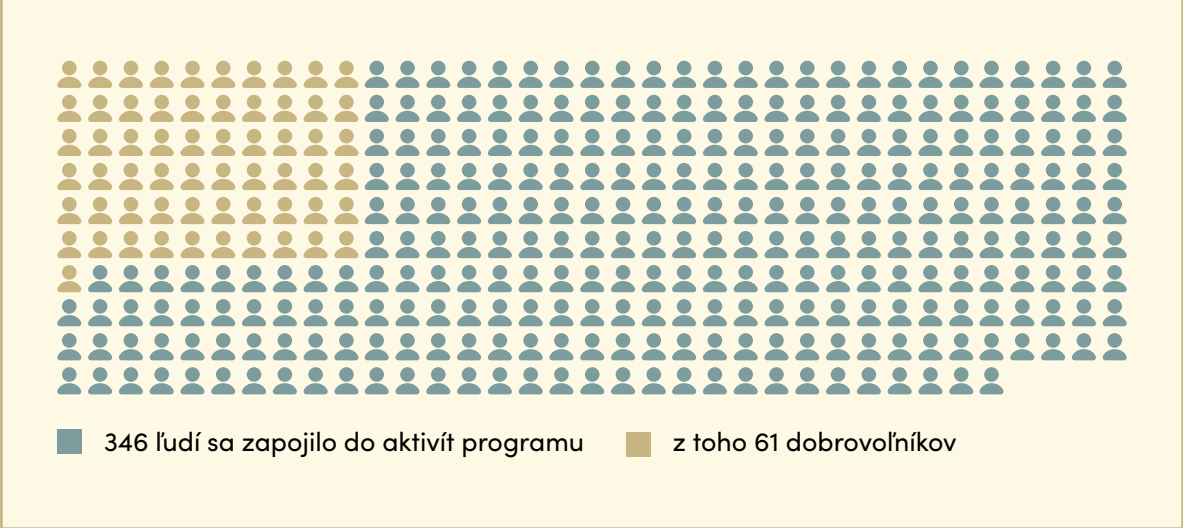 346 ľudí sa zapojilo do aktivít programu
z toho 61 dobrovoľníkov